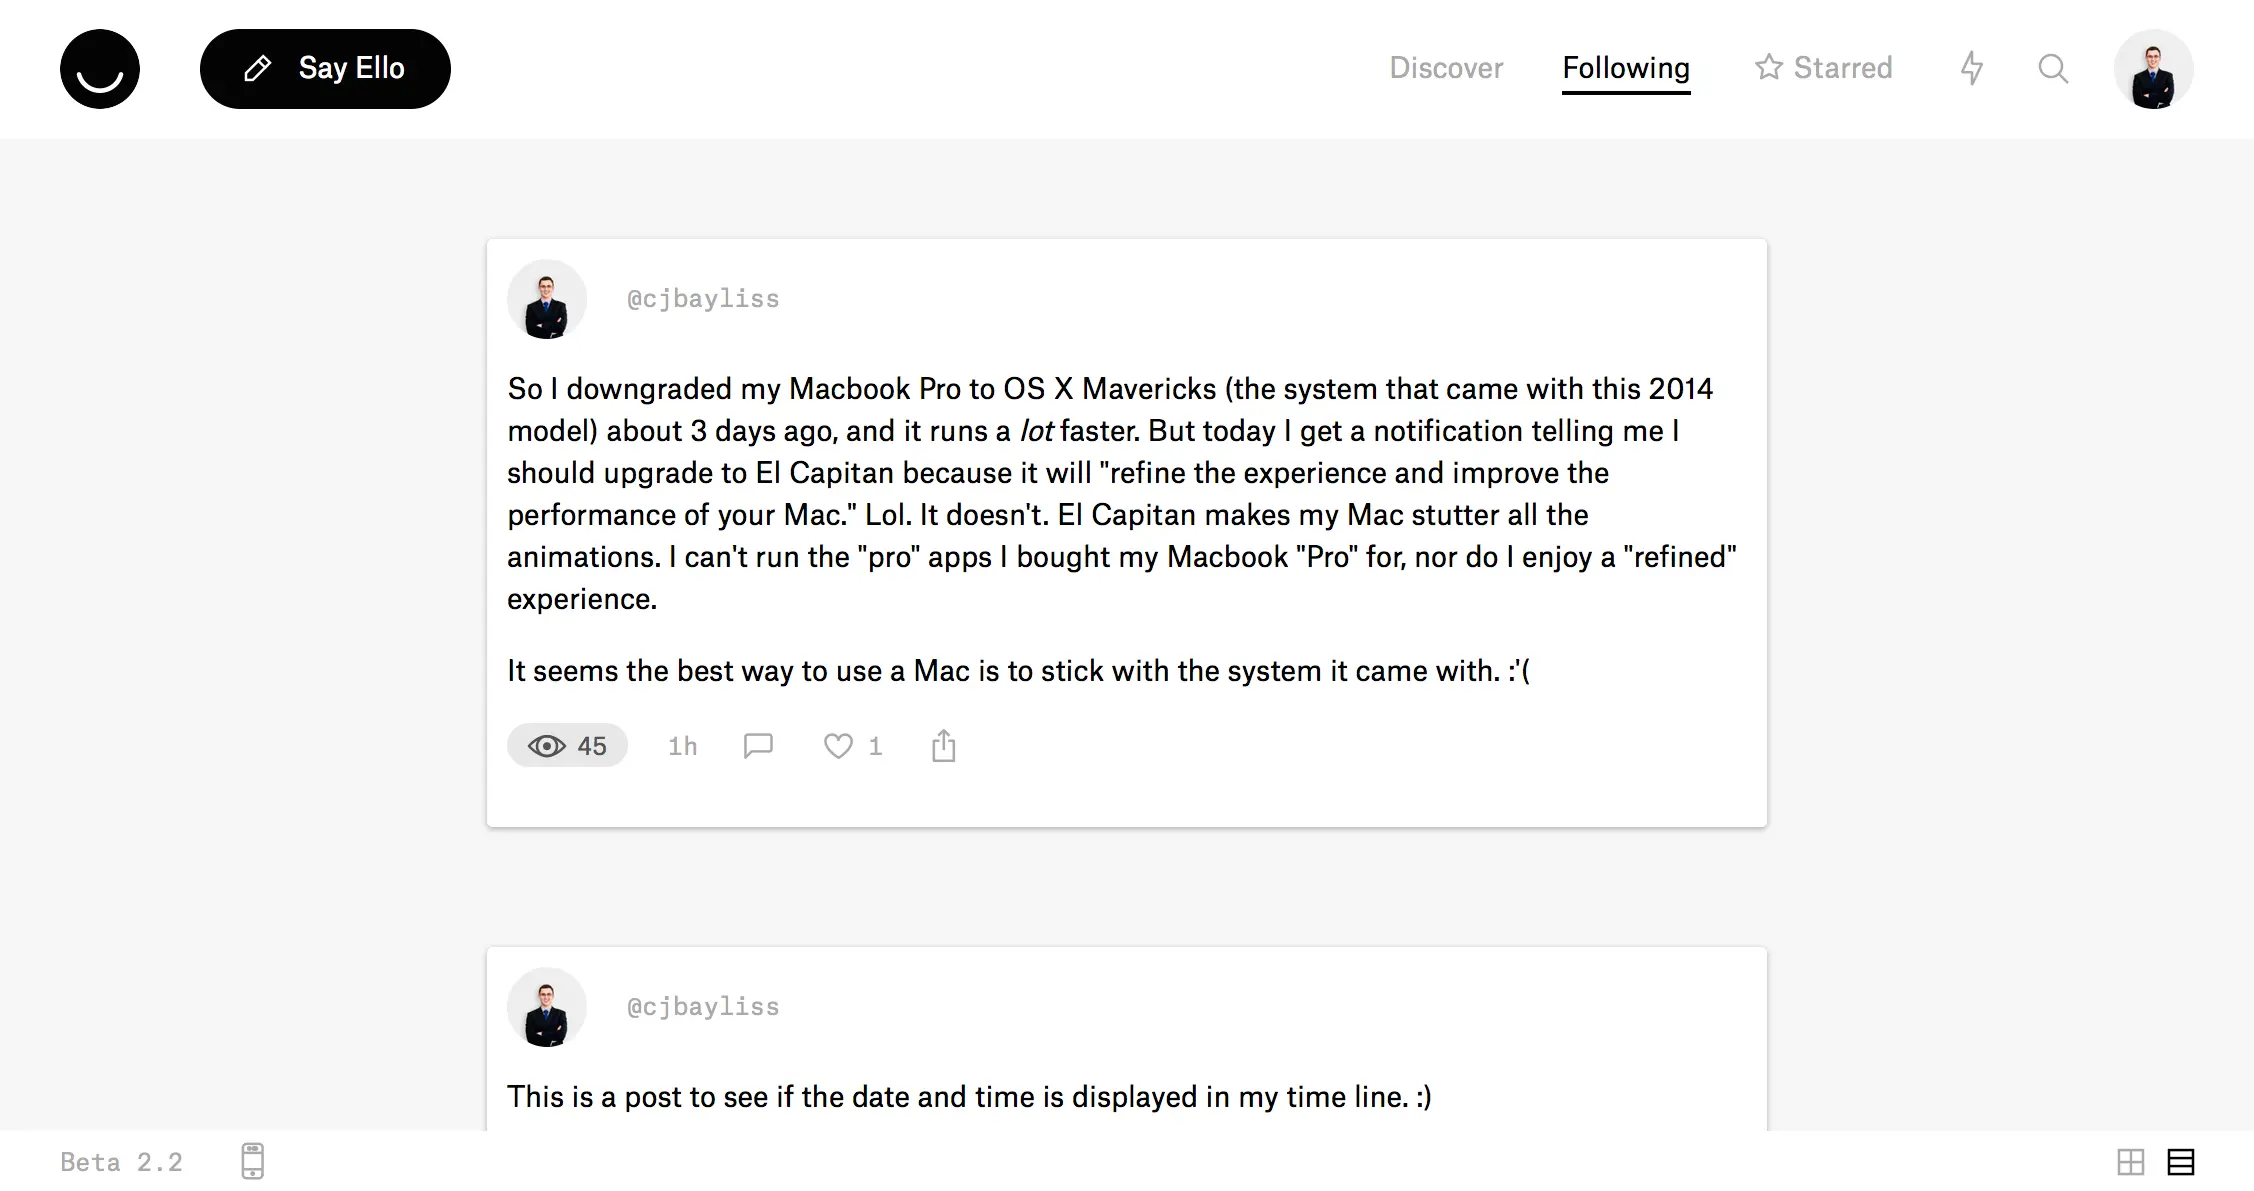 Say Ello
Discover
Following
Starred
@cjbayliss
So I downgraded my Macbook Pro to OS X Mavericks (the system that came with this 2014
model) about 3 days ago, and it runs a lot faster. But today I get a notification telling me I
should upgrade to El Capitan because it will "refine the experience and improve the
performance of your Mac." Lol. It doesn't. El Capitan makes my Mac stutter all the
animations. I can't run the "pro" apps I bought my Macbook "Pro" for, nor do I enjoy a "refined"
experience.
It seems the best way to use a Mac is to stick with the system it came with. :'(
45
1h
1
@cjbayliss
This is a post to see if the date and time is displayed in my time line. :)
Beta 2.2